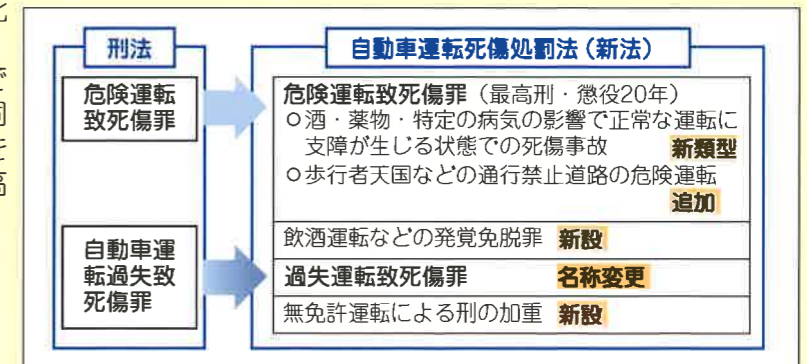 刑法
危険運転
致死傷罪
自動車運
転過失致
死傷罪
自動車運転死傷処罰法（新法）
危険運転致死傷罪（最高刑・懲役20年）
○酒・薬物・特定の病気の影響で正常な運転に
支障が生じる状態での死傷事故 新類型
○歩行者天国などの通行禁止道路の危険運転
追加
飲酒運転などの発覚免脱罪 新設
過失運転致死傷罪 名称変更
無免許運転による刑の加重 新設